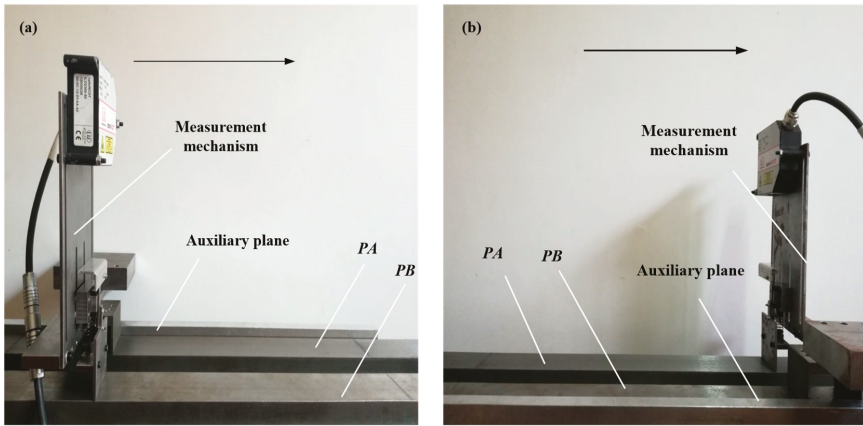 (a)
Measurement
mechanism
Auxiliary plane
PA
PB
(b)
Measurement
mechanism
PA
PB
Auxiliary plane